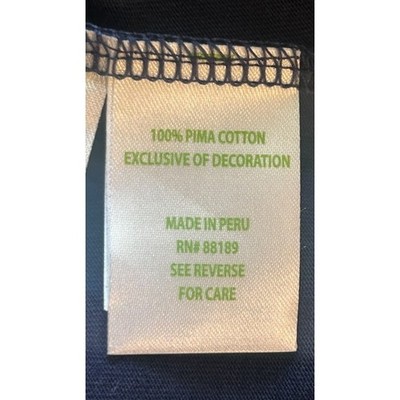 100% PIMA COTTON
EXCLUSIVE OF DECORATION
MADE IN PERU
RN# 88189
SEE REVERSE
FOR CARE